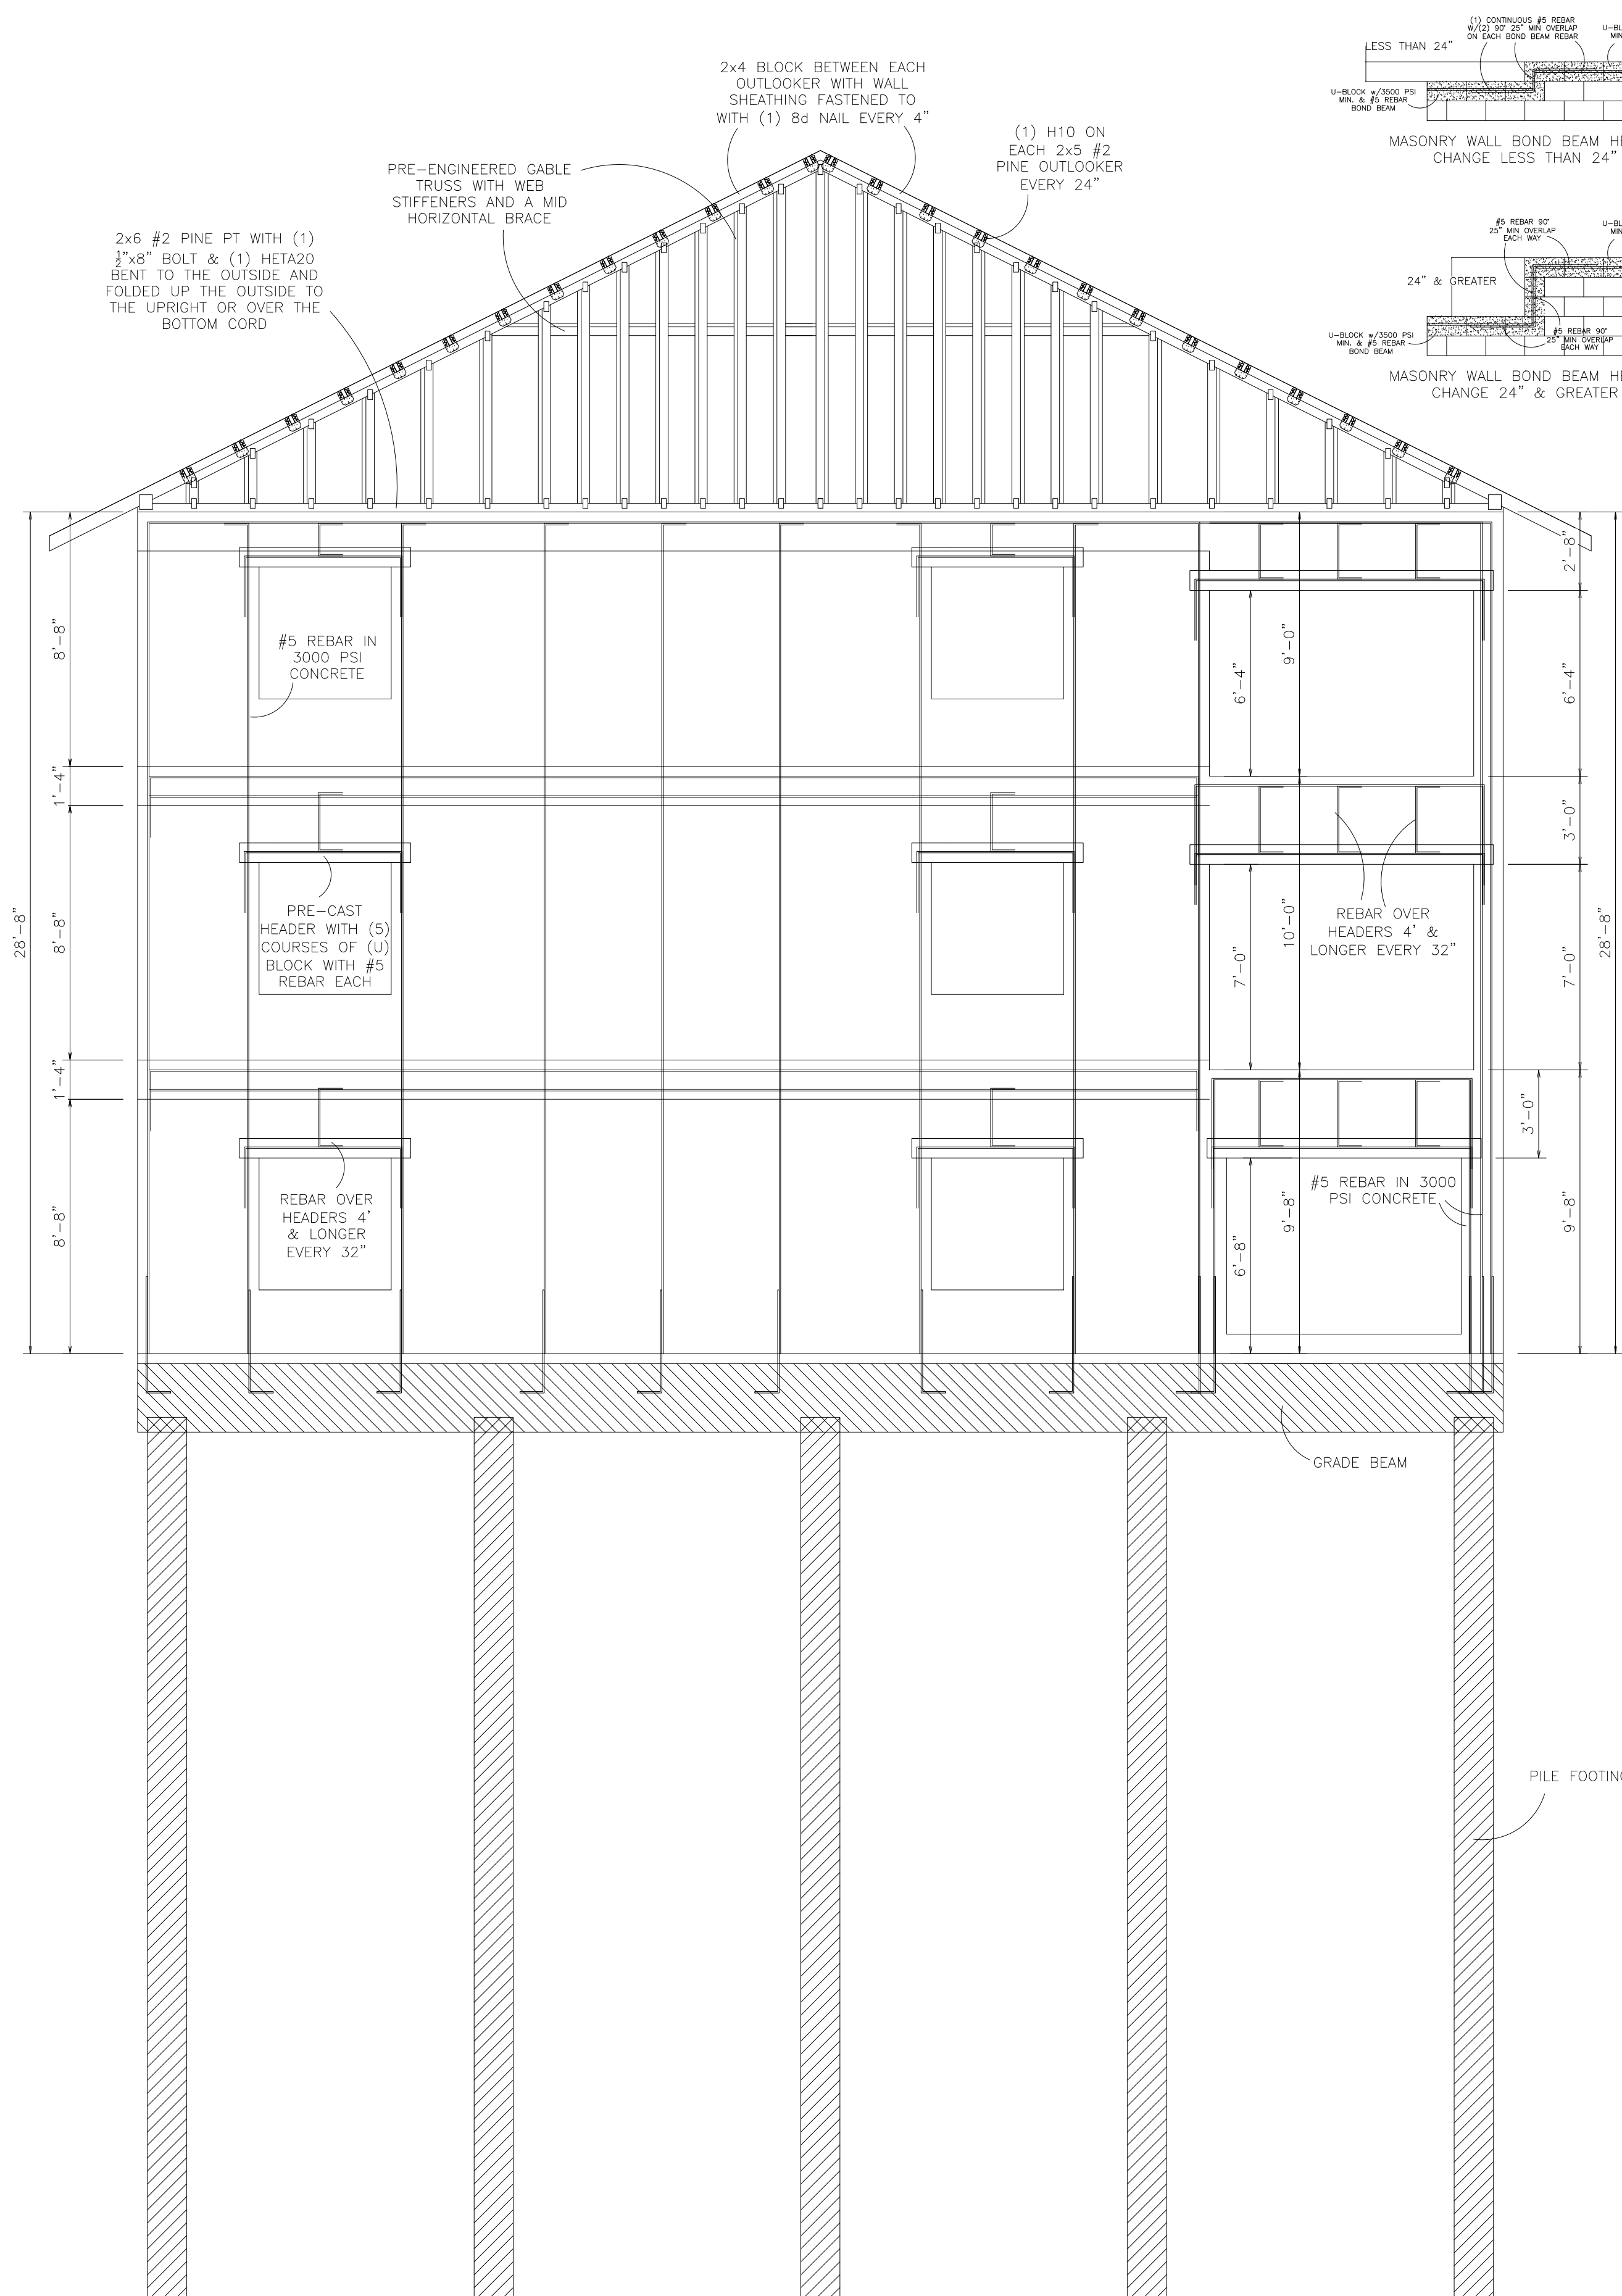 2x4 BLOCK BETWEEN EACH
OUTLOOKER WITH WALL
SHEATHING FASTENED TO
WITH (1) 8d NAIL EVERY 4"
(1) H10 ON
EACH 2x5 #2
PINE OUTLOOKER
EVERY 24"
PRE-ENGINEERED GABLE
TRUSS WITH WEB
STIFFENERS AND A MID
HORIZONTAL BRACE
2x6 #2 PINE PT WITH (1)
½"x8" BOLT & (1) HETA20
BENT TO THE OUTSIDE AND
FOLDED UP THE OUTSIDE TO
THE UPRIGHT OR OVER THE
BOTTOM CORD
LESS THAN 24"
(1) CONTINUOUS #5 REBAR
W/(2) 90° 25" MIN OVERLAP
ON EACH BOND BEAM REBAR
U-BL
MIN
U-BLOCK w/3500 PSI
MIN. & #5 REBAR
BOND BEAM
MASONRY WALL BOND BEAM HE
CHANGE LESS THAN 24"
#5 REBAR 90°
25" MIN OVERLAP
EACH WAY
U-BL
MIN
24" & GREATER
U-BLOCK w/3500 PSI
MIN. & #5 REBAR
BOND BEAM
#5 REBAR 90°
25" MIN OVERLAP
EACH WAY
MASONRY WALL BOND BEAM HE
CHANGE 24" & GREATER
28'-8"
8'-8"
1'-4"
8'-8"
1'-4"
8'-8"
#5 REBAR IN
3000 PSI
CONCRETE
PRE-CAST
HEADER WITH (5)
COURSES OF (U)
BLOCK WITH #5
REBAR EACH
REBAR OVER
HEADERS 4'
& LONGER
EVERY 32"
6'-4"
9'-0"
7'-0"
10'-0"
REBAR OVER
HEADERS 4' &
LONGER EVERY 32"
6'-8"
9'-8"
#5 REBAR IN 3000
PSI CONCRETE
2'-8"
6'-4"
3'-0"
7'-0"
3'-0"
9'-8"
28'-8"
GRADE BEAM
PILE FOOTING